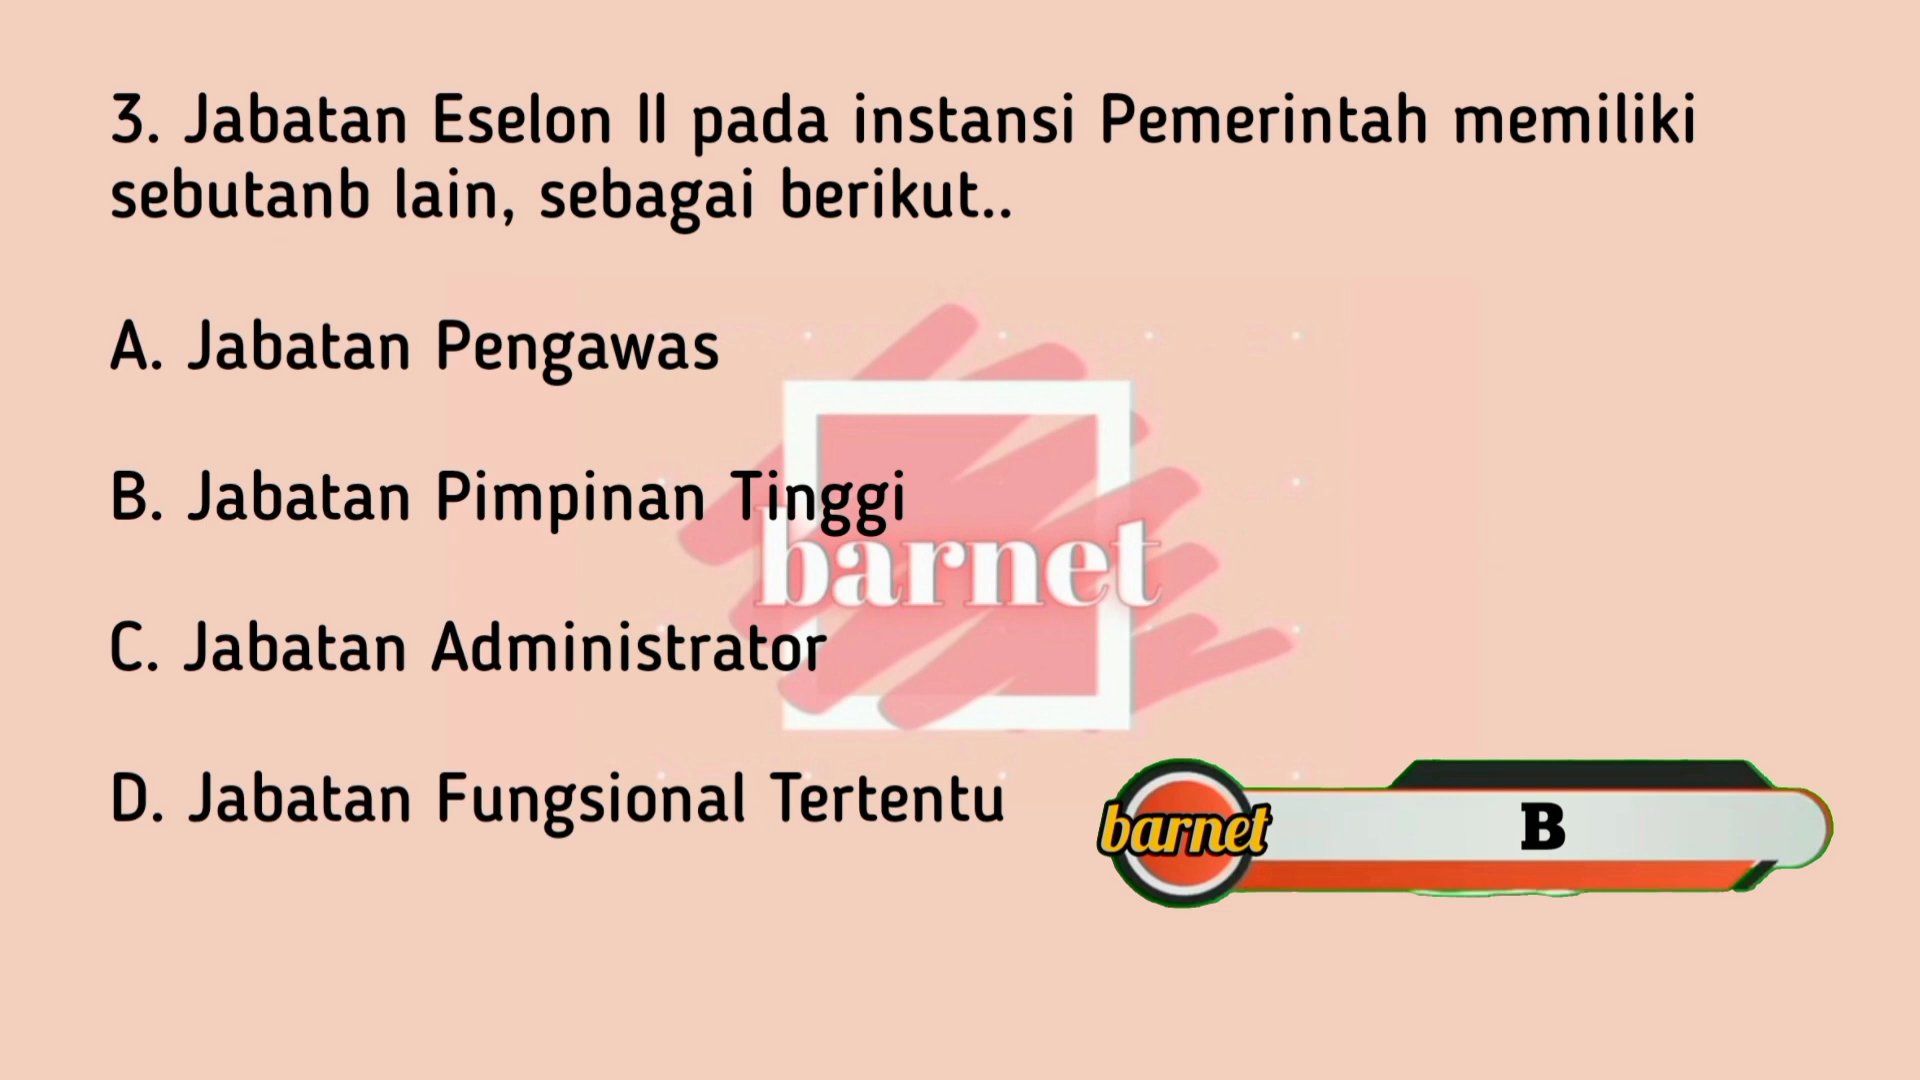 3. Jabatan Eselon II pada instansi Pemerintah memiliki
sebutanb lain, sebagai berikut..
A. Jabatan Pengawas
B. Jabatan Pimpinan Tinggi
barnet
C. Jabatan Administrator
D. Jabatan Fungsional Tertentu
barnet B